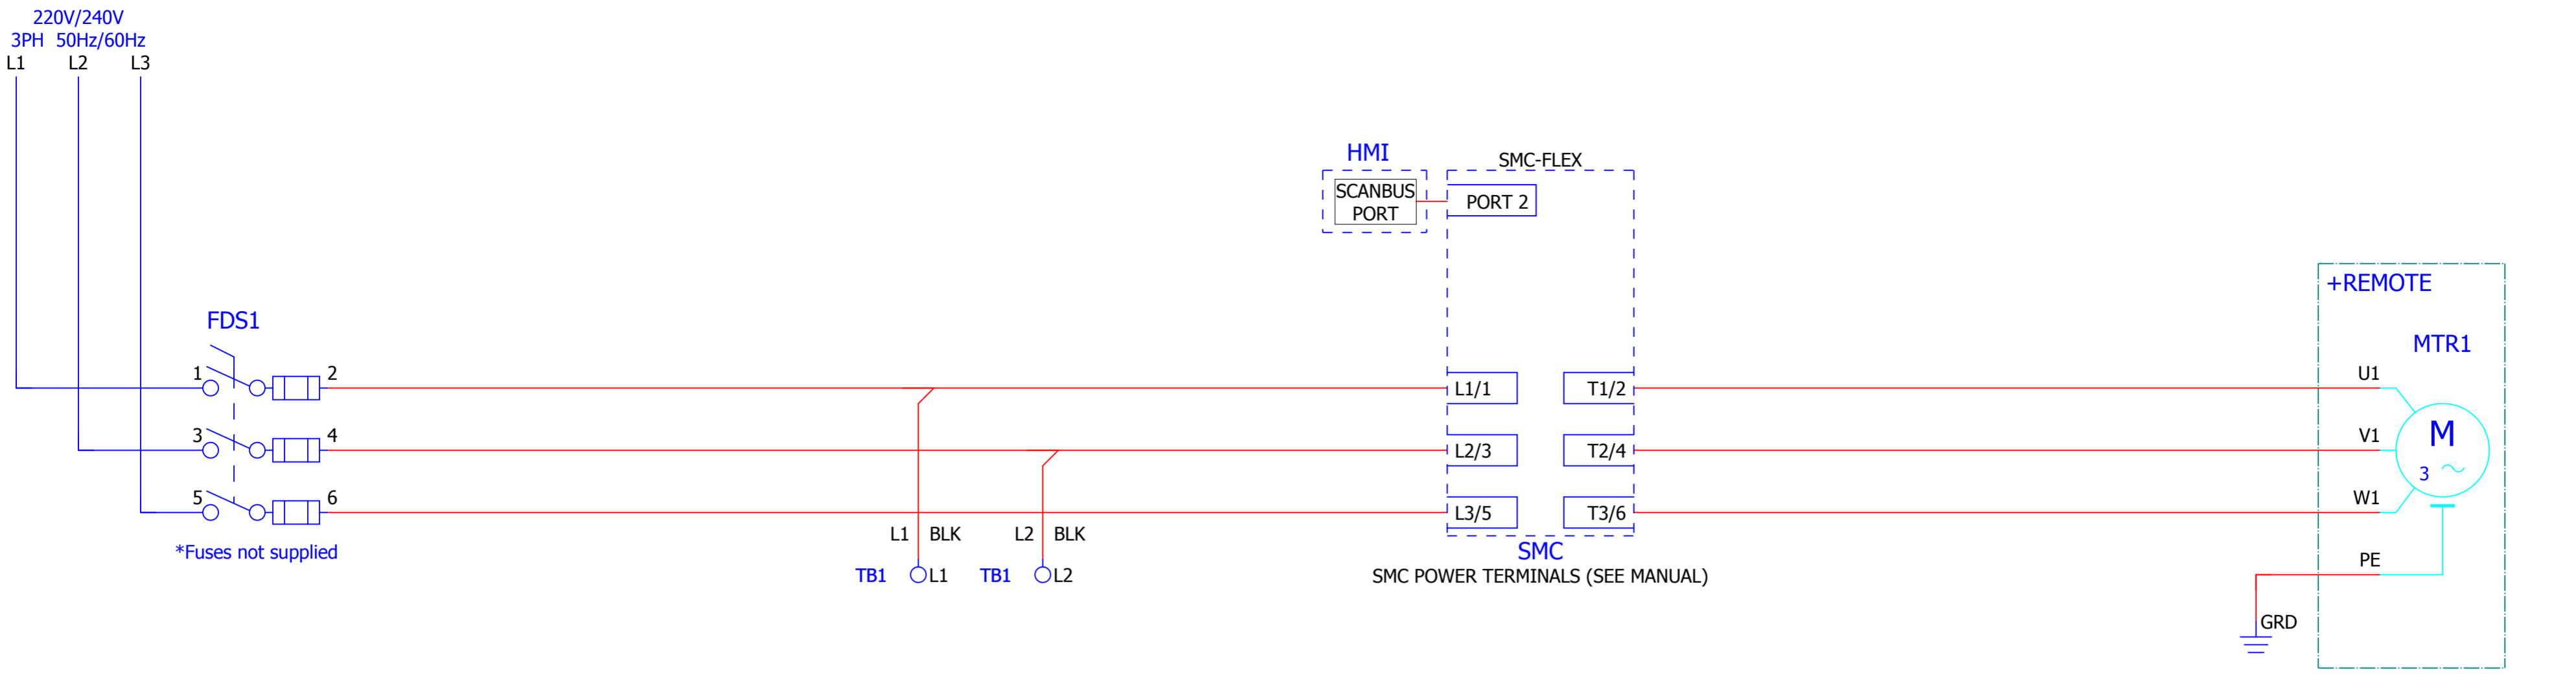 220V/240V
3PH 50Hz/60Hz
L1 L2 L3
HMI
SCANBUS
PORT
SMC-FLEX
PORT 2
+REMOTE
MTR1
FDS1
1 2
3 4
5 6
*Fuses not supplied
L1/1 T1/2
L2/3 T2/4
L3/5 T3/6
U1
V1
W1
M
3
PE
GRD
L1 BLK
L2 BLK
TB1 L1
TB1 L2
SMC
SMC POWER TERMINALS (SEE MANUAL)